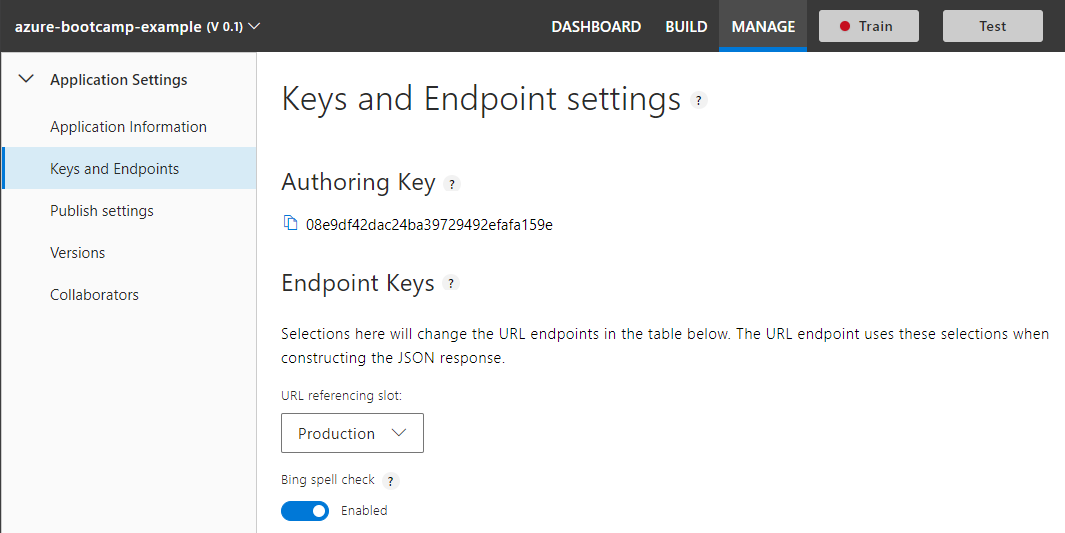 azure-bootcamp-example (V 0.1)
DASHBOARD
BUILD
MANAGE
Train
Test
Application Settings
Application Information
Keys and Endpoints
Publish settings
Versions
Collaborators
Keys and Endpoint settings ?
Authoring Key ?
08e9df42dac24ba39729492efafa159e
Endpoint Keys ?
Selections here will change the URL endpoints in the table below. The URL endpoint uses these selections when
constructing the JSON response.
URL referencing slot:
Production
Bing spell check ?
Enabled